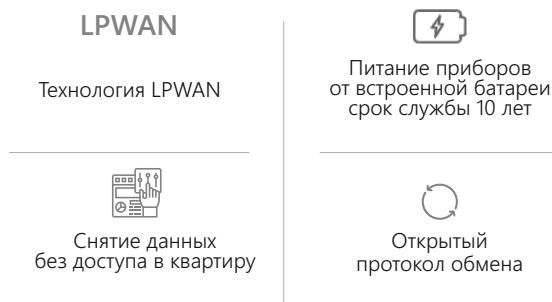 LPWAN
Технология LPWAN
Питание приборов
от встроенной батареи
срок службы 10 лет
Снятие данных
без доступа в квартиру
Открытый
протокол обмена